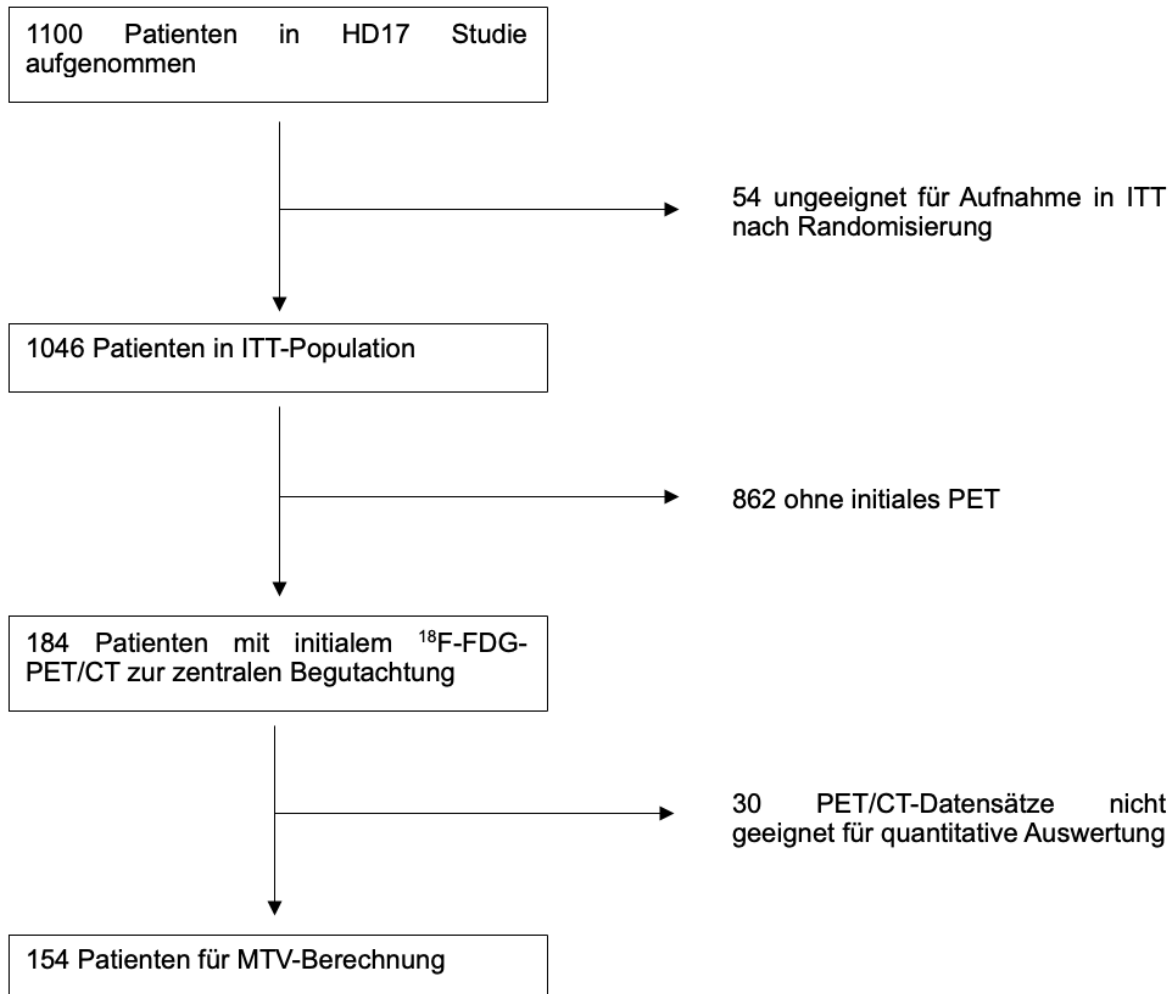 1100 Patienten in HD17 Studie
aufgenommen
54 ungeeignet für Aufnahme in ITT
nach Randomisierung
1046 Patienten in ITT-Population
862 ohne initiales PET
184 Patienten mit initialem ¹⁸F-FDG-
PET/CT zur zentralen Begutachtung
30 PET/CT-Datensätze nicht
geeignet für quantitative Auswertung
154 Patienten für MTV-Berechnung